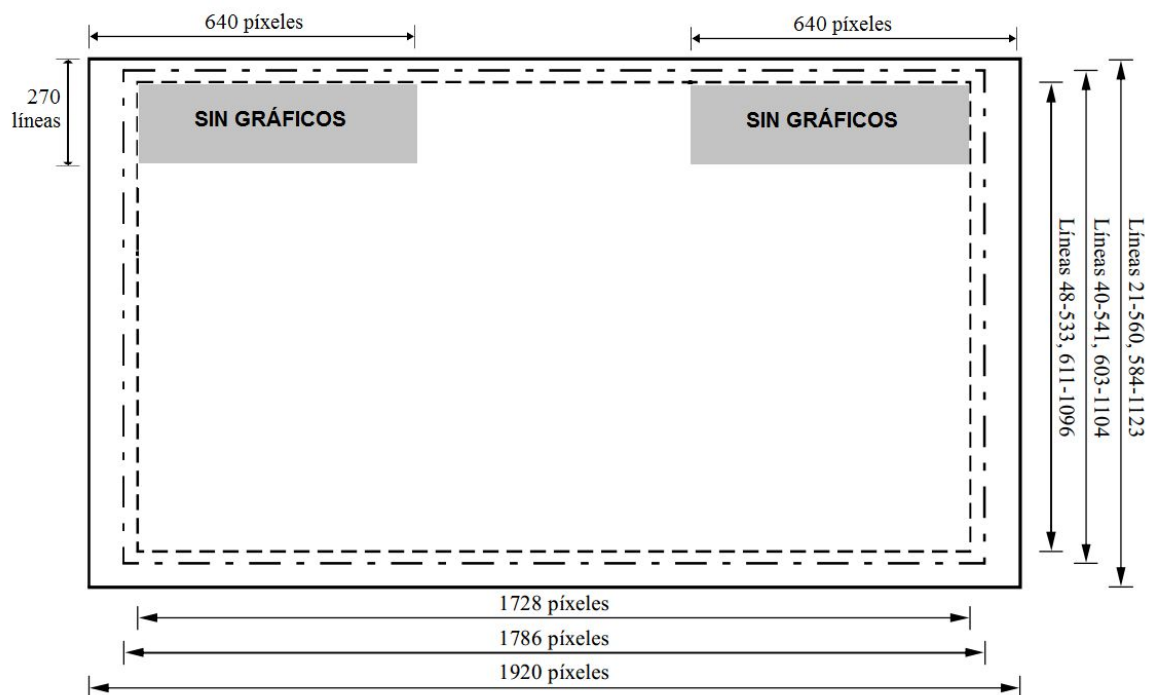 640 píxeles
640 píxeles
270
líneas
SIN GRÁFICOS
SIN GRÁFICOS
Líneas 48-533, 611-1096
Líneas 40-541, 603-1104
Líneas 21-560, 584-1123
1728 píxeles
1786 píxeles
1920 píxeles